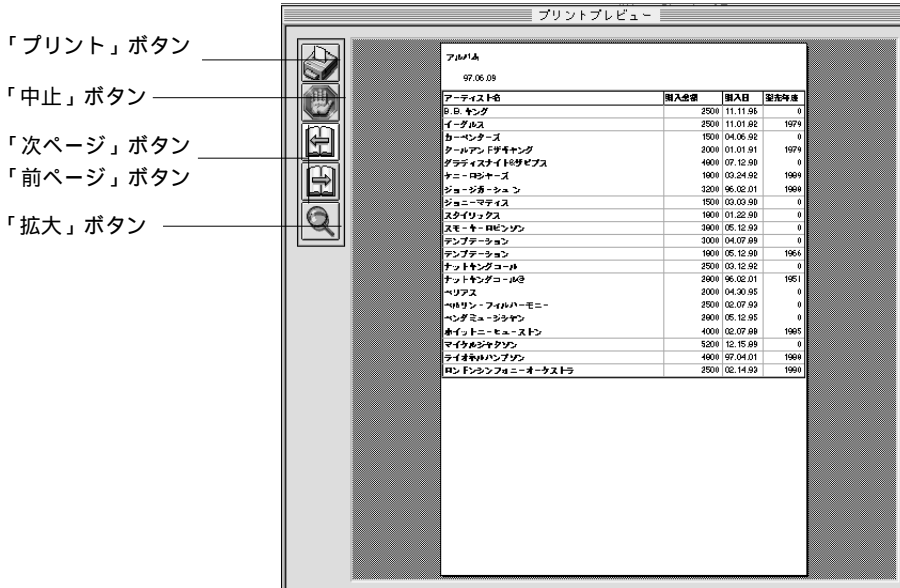 プリントプレビュー
「プリント」ボタン
「中止」ボタン
「次ページ」ボタン
「前ページ」ボタン
「拡大」ボタン
アルバム
97.06.09
アーティスト名 購入金額 購入日 発売年度
B.B. キング 2500 11.11.96 0
イーグルス 2500 11.01.92 1979
カーペンターズ 1500 04.06.92 0
クールアンドザギャング 2000 01.01.91 1979
グラディスナイト&ザピプス 4800 07.12.90 0
ケニーロジャーズ 1800 03.24.92 1989
ジョージガーシュン 3200 96.02.01 1988
ジョニーマティス 1500 03.03.90 0
スタイリックス 1800 01.22.90 0
スモーキーロビンソン 3800 05.12.93 0
テンプテーション 3000 04.07.89 0
テンプテーション 1800 05.12.90 1966
ナットキングコール 2500 03.12.92 0
ナットキングコール@ 2800 96.02.01 1951
ベリアス 2000 04.30.95 0
ベルリン・フィルハーモニー 2500 02.07.93 0
ベンダミュージシャン 2800 05.12.95 0
ホイットニーヒューストン 4000 02.07.88 1985
マイケルジャクソン 5200 12.15.89 0
ライオネルハンプソン 4800 97.04.01 1988
ロンドンシンフォニーオーケストラ 2500 02.14.93 1990